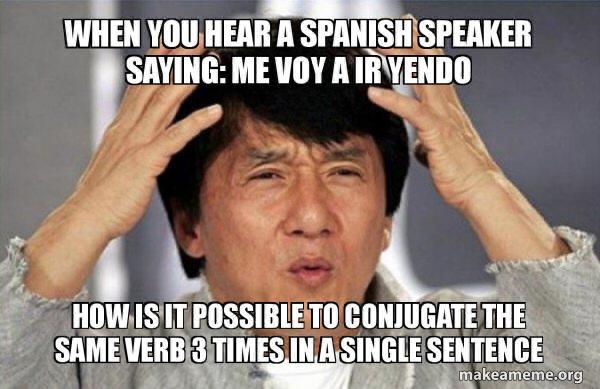 WHEN YOU HEAR A SPANISH SPEAKER
SAYING: ME VOY A IR YENDO
HOW IS IT POSSIBLE TO CONJUGATE THE
SAME VERB 3 TIMES IN A SINGLE SENTENCE
makeameme.org